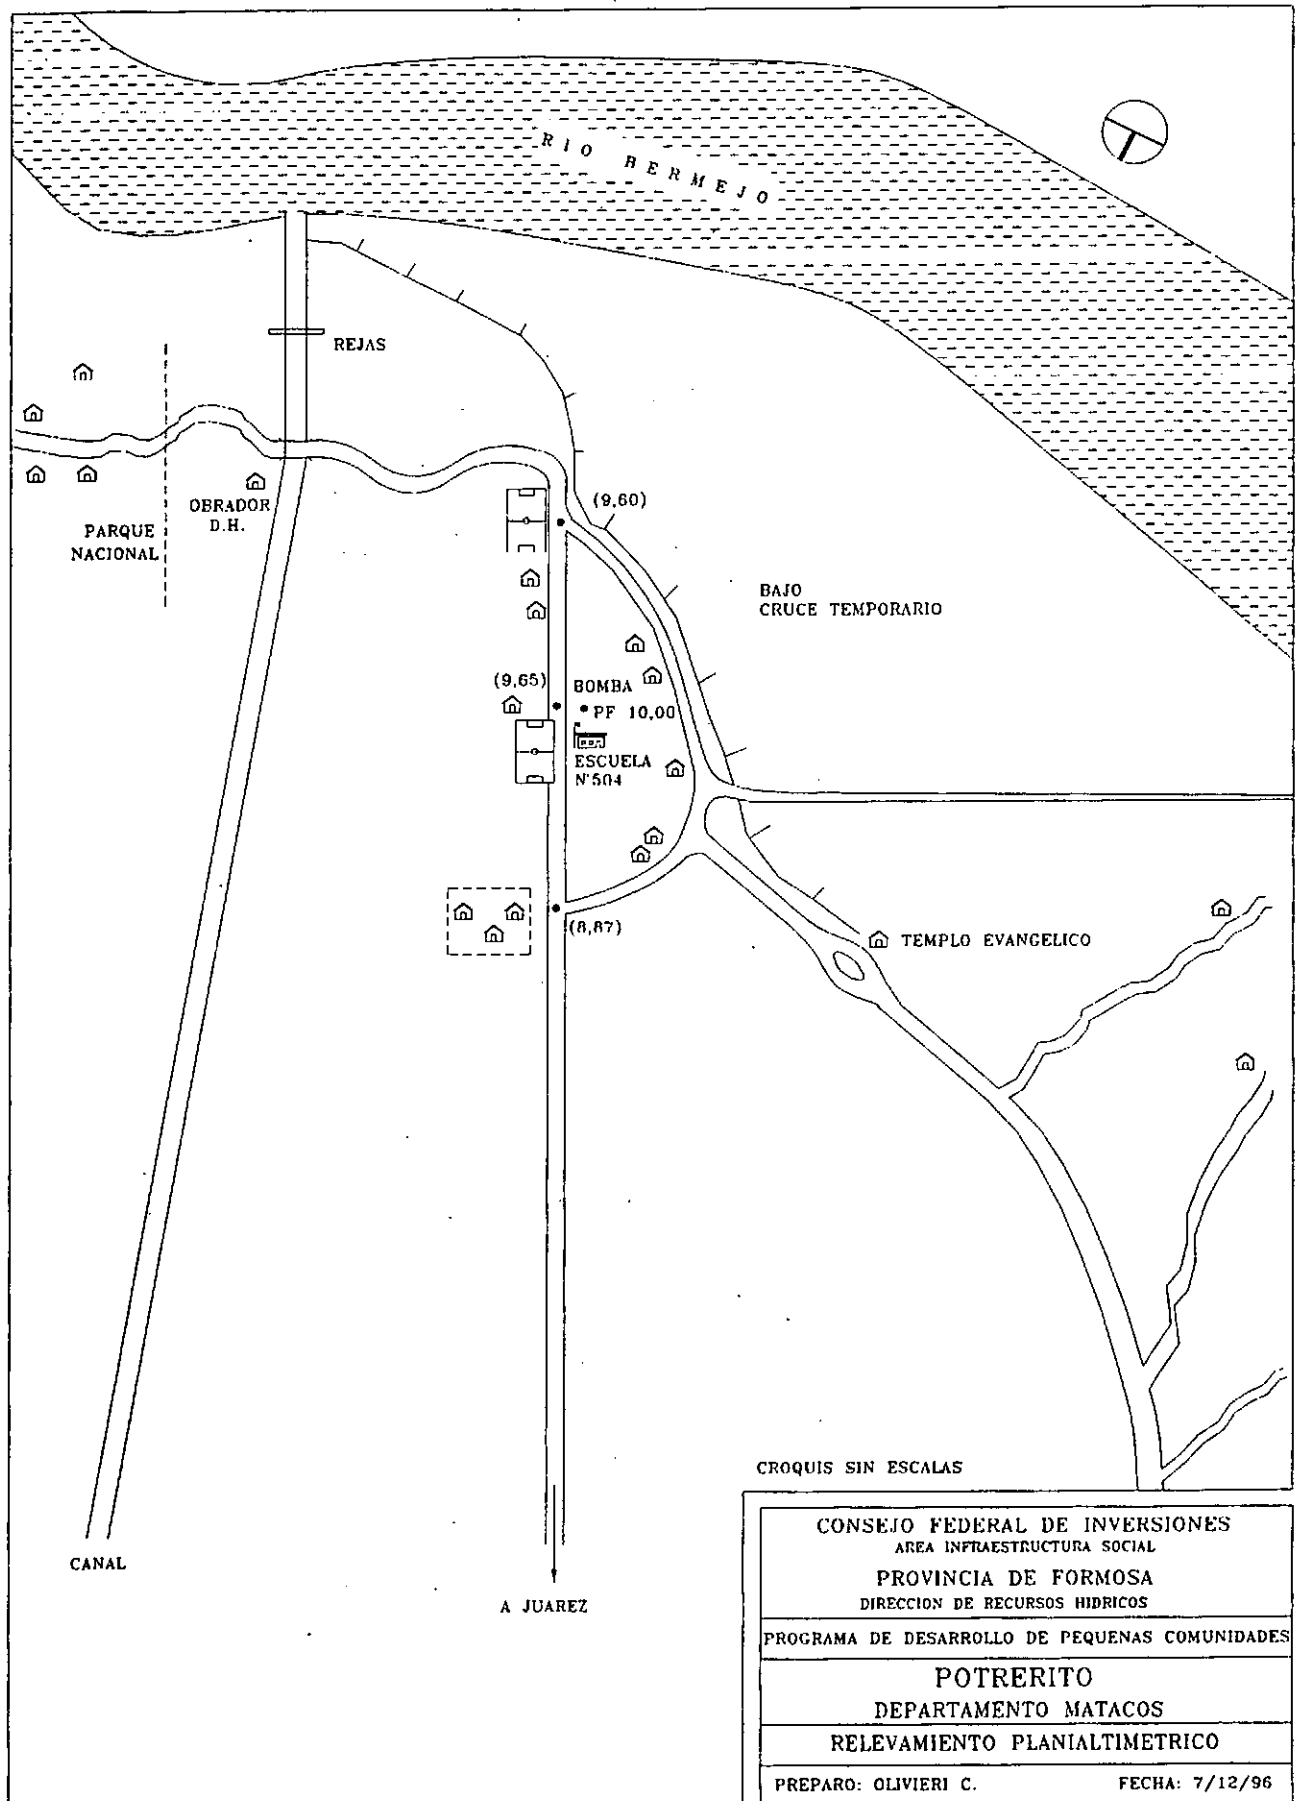 RIO BERMEJO
REJAS
OBRADOR
D.H.
PARQUE
NACIONAL
(9,60)
BAJO
CRUCE TEMPORARIO
(9,65)
BOMBA
PF 10,00
ESCUELA
N°504
(8,87)
TEMPLO EVANGELICO
CROQUIS SIN ESCALAS
CANAL
A JUAREZ
CONSEJO FEDERAL DE INVERSIONES
AREA INFRAESTRUCTURA SOCIAL
PROVINCIA DE FORMOSA
DIRECCION DE RECURSOS HIDRICOS
PROGRAMA DE DESARROLLO DE PEQUENAS COMUNIDADES
POTRERITO
DEPARTAMENTO MATACOS
RELEVAMIENTO PLANIALTIMETRICO
PREPARO: OLIVIERI C. FECHA: 7/12/96